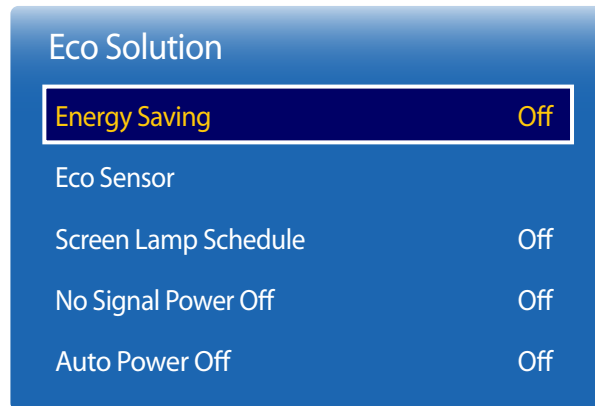 Eco Solution
Energy Saving Off
Eco Sensor
Screen Lamp Schedule Off
No Signal Power Off Off
Auto Power Off Off